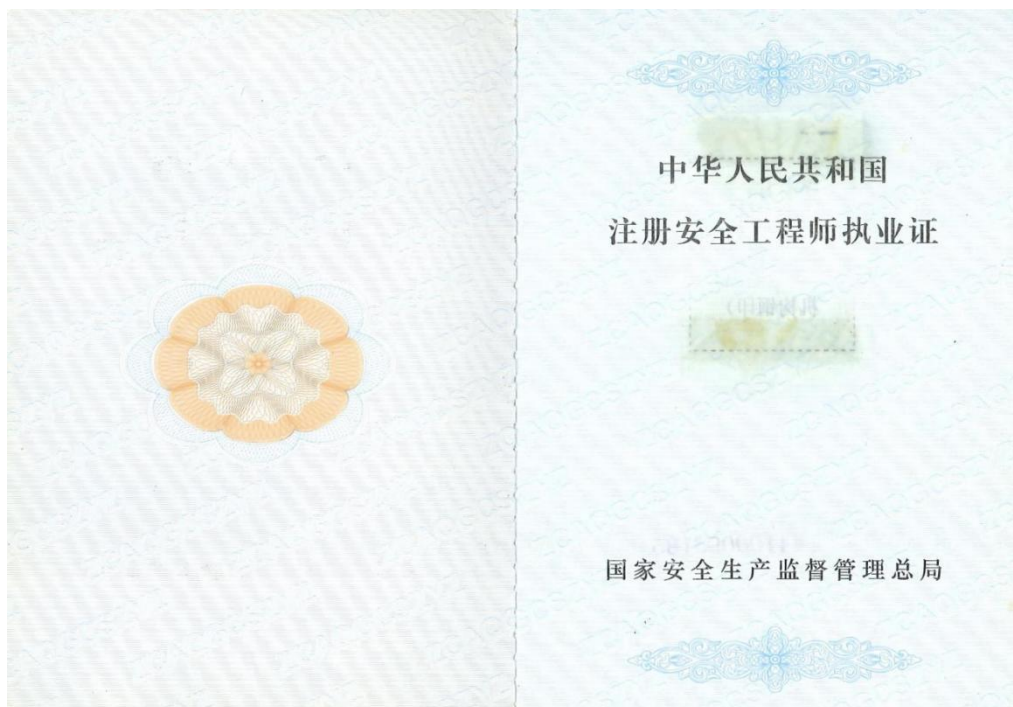 中华人民共和国
注册安全工程师执业证
国家安全生产监督管理总局